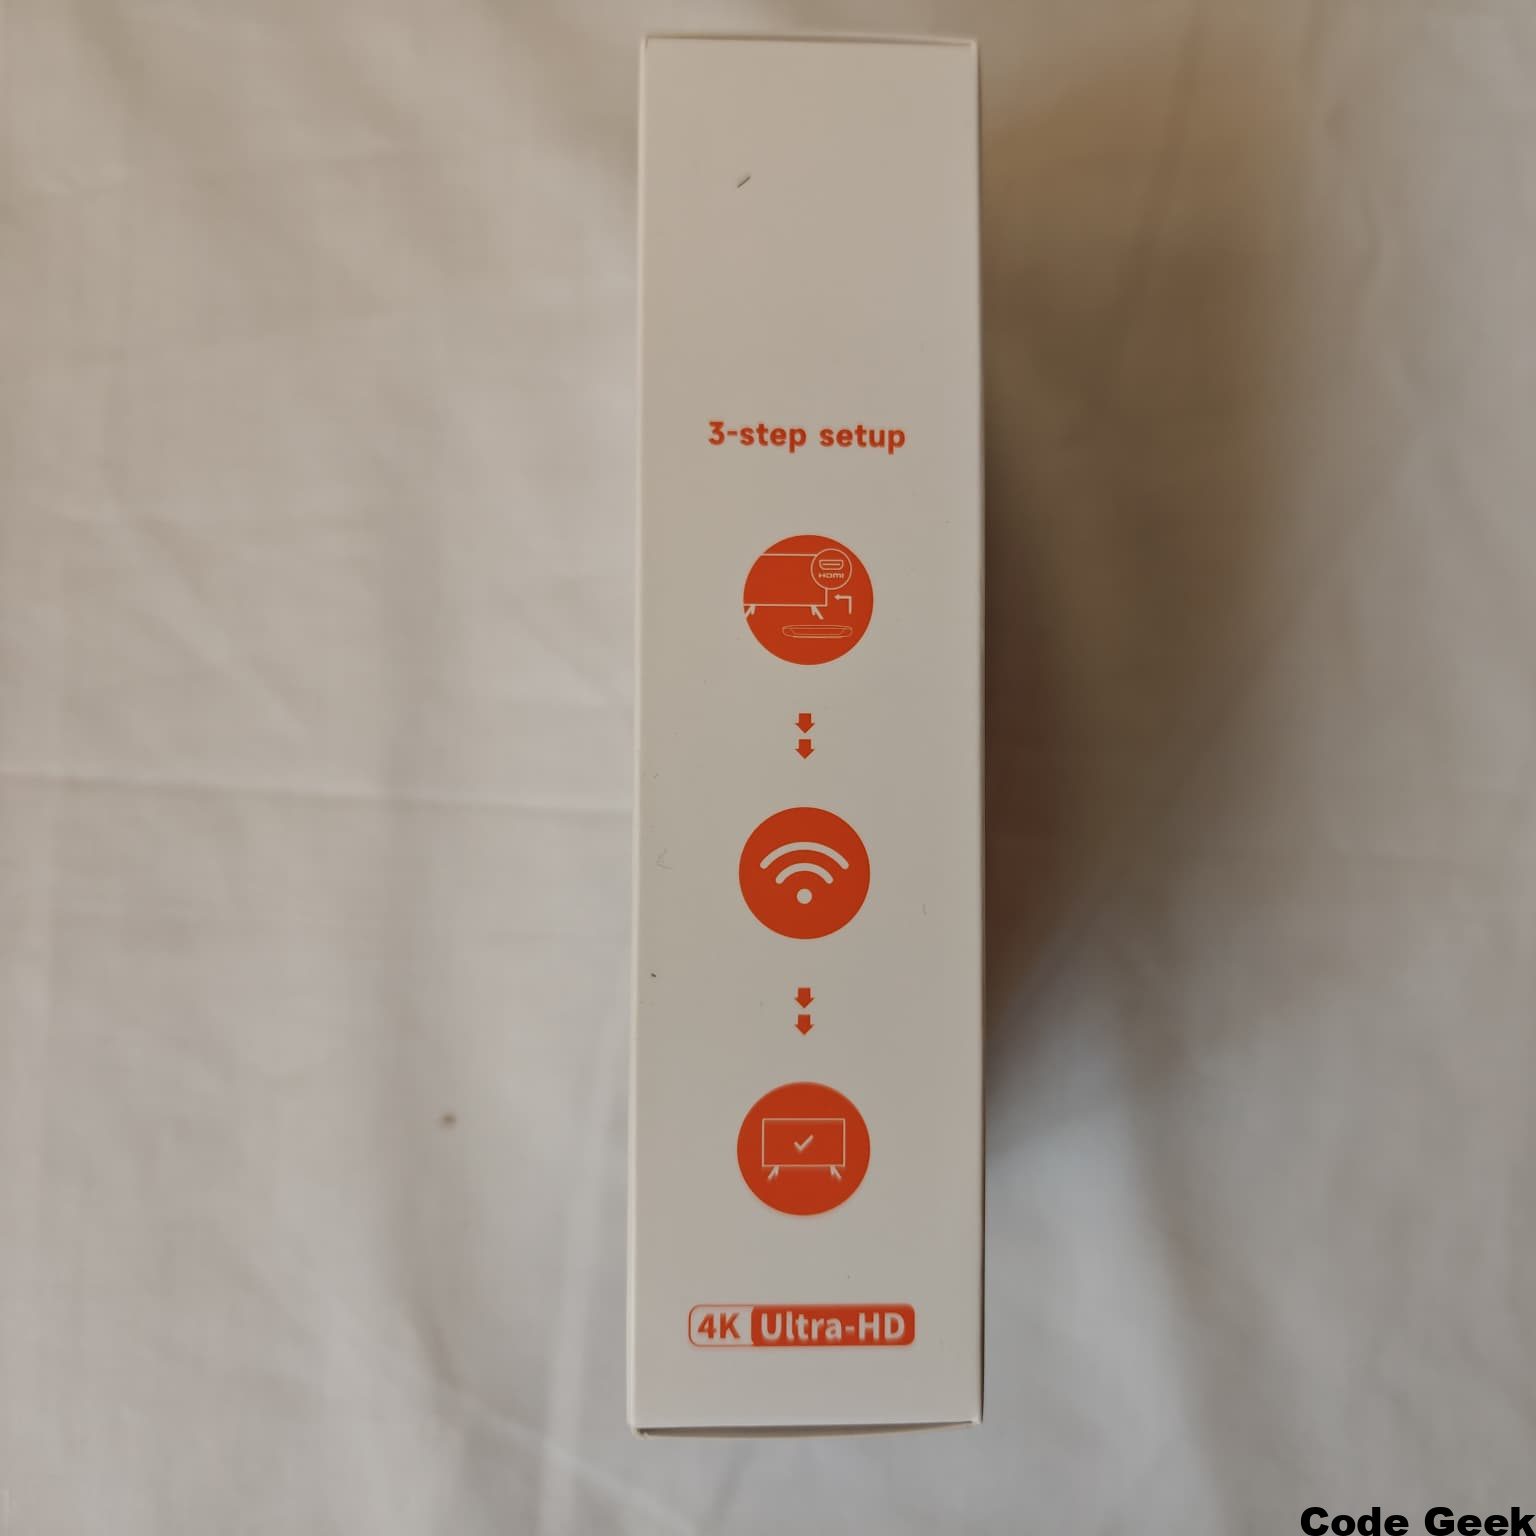 3-step setup
HDMI
4K Ultra-HD
Code Geek